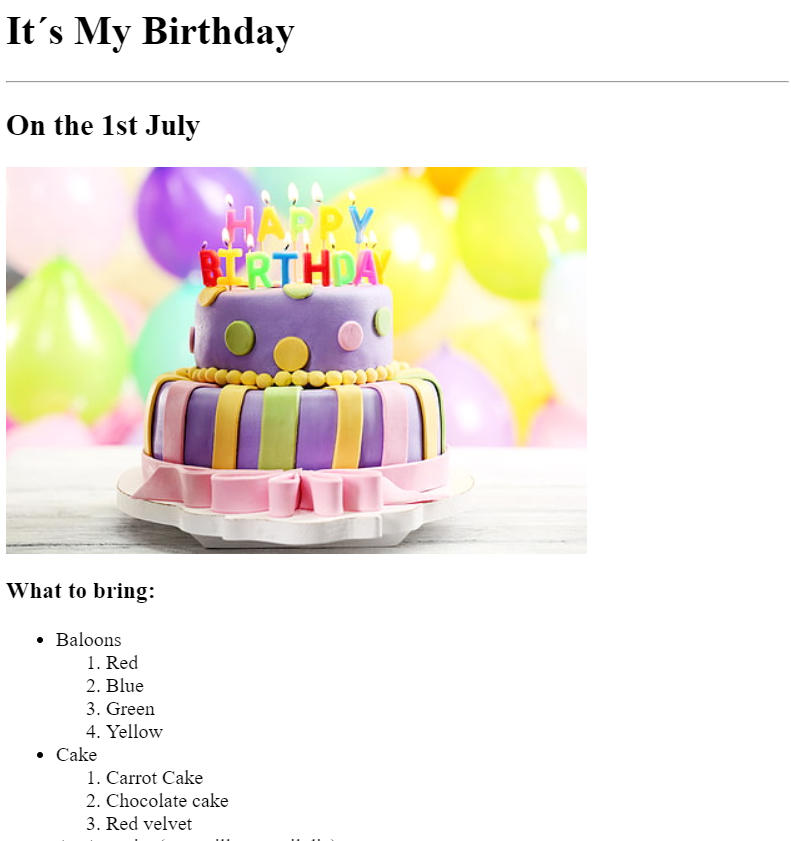 It´s My Birthday
On the 1st July
HAPPY
BIRTHDAY
What to bring:
• Baloons
1. Red
2. Blue
3. Green
4. Yellow
• Cake
1. Carrot Cake
2. Chocolate cake
3. Red velvet